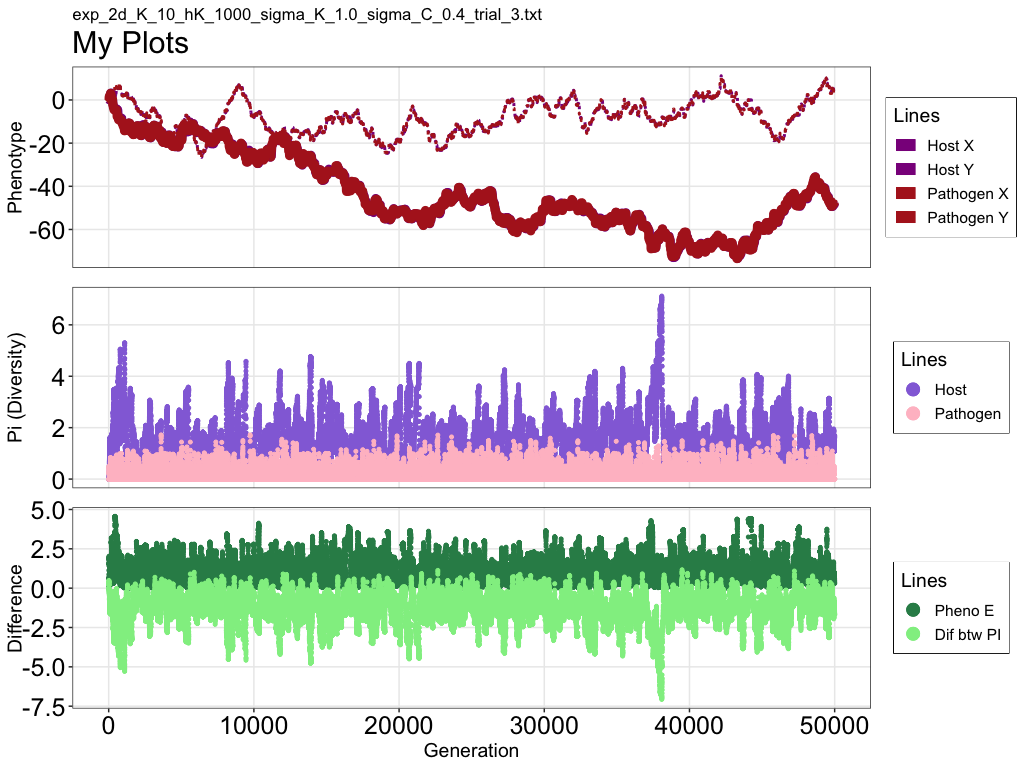 exp_2d_K_10_hK_1000_sigma_K_1.0_sigma_C_0.4_trial_3.txt
My Plots
Phenotype
0
-20
-40
-60
Lines
Host X
Host Y
Pathogen X
Pathogen Y
Pi (Diversity)
6
4
2
0
Lines
Host
Pathogen
Difference
5.0
2.5
0.0
-2.5
-5.0
-7.5
Lines
Pheno E
Dif btw PI
0 10000 20000 30000 40000 50000
Generation